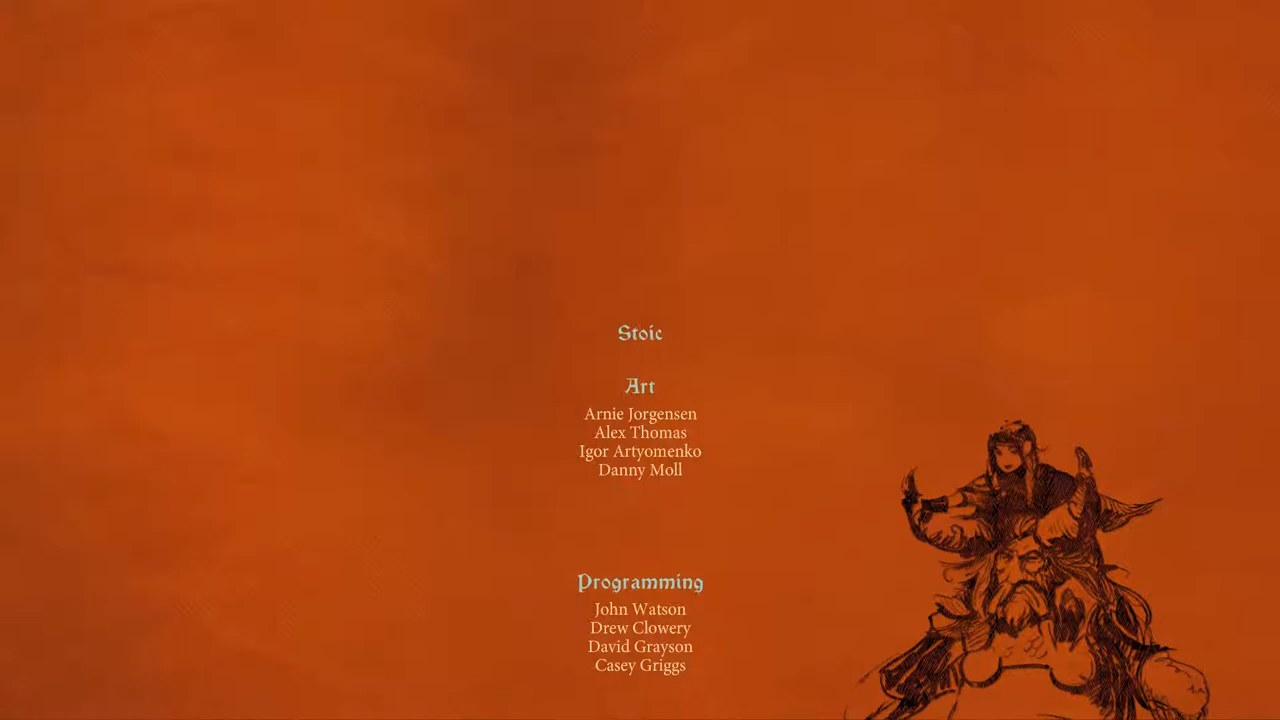 Stoic
Art
Arnie Jorgensen
Alex Thomas
Igor Artyomenko
Danny Moll
Programming
John Watson
Drew Clowery
David Grayson
Casey Griggs